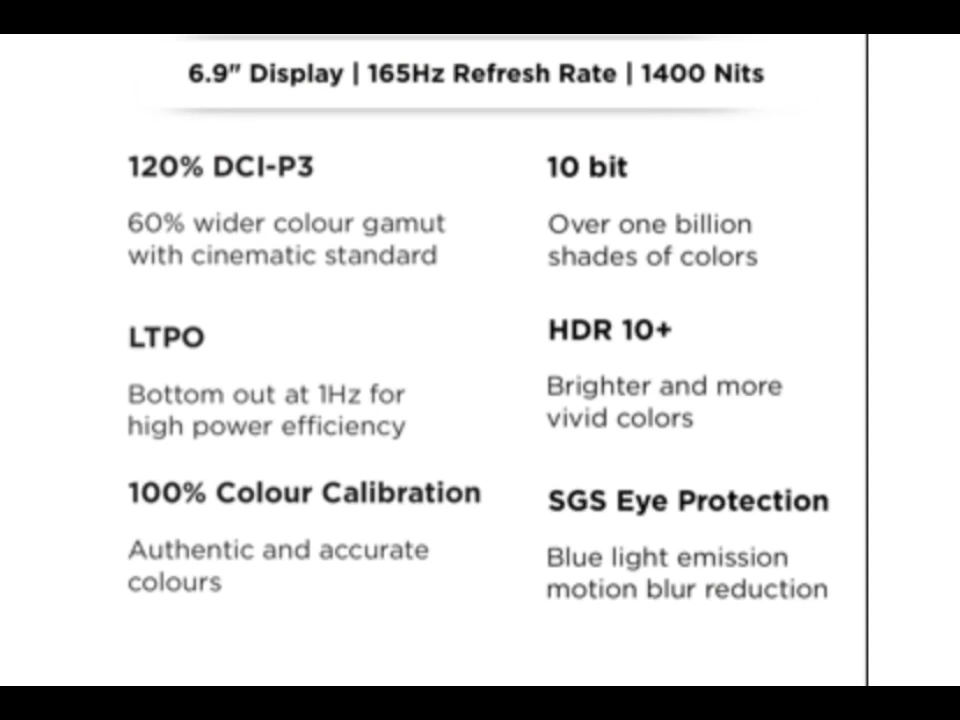 6.9" Display | 165Hz Refresh Rate | 1400 Nits
120% DCI-P3
60% wider colour gamut
with cinematic standard
10 bit
Over one billion
shades of colors
LTPO
Bottom out at 1Hz for
high power efficiency
HDR 10+
Brighter and more
vivid colors
100% Colour Calibration
Authentic and accurate
colours
SGS Eye Protection
Blue light emission
motion blur reduction